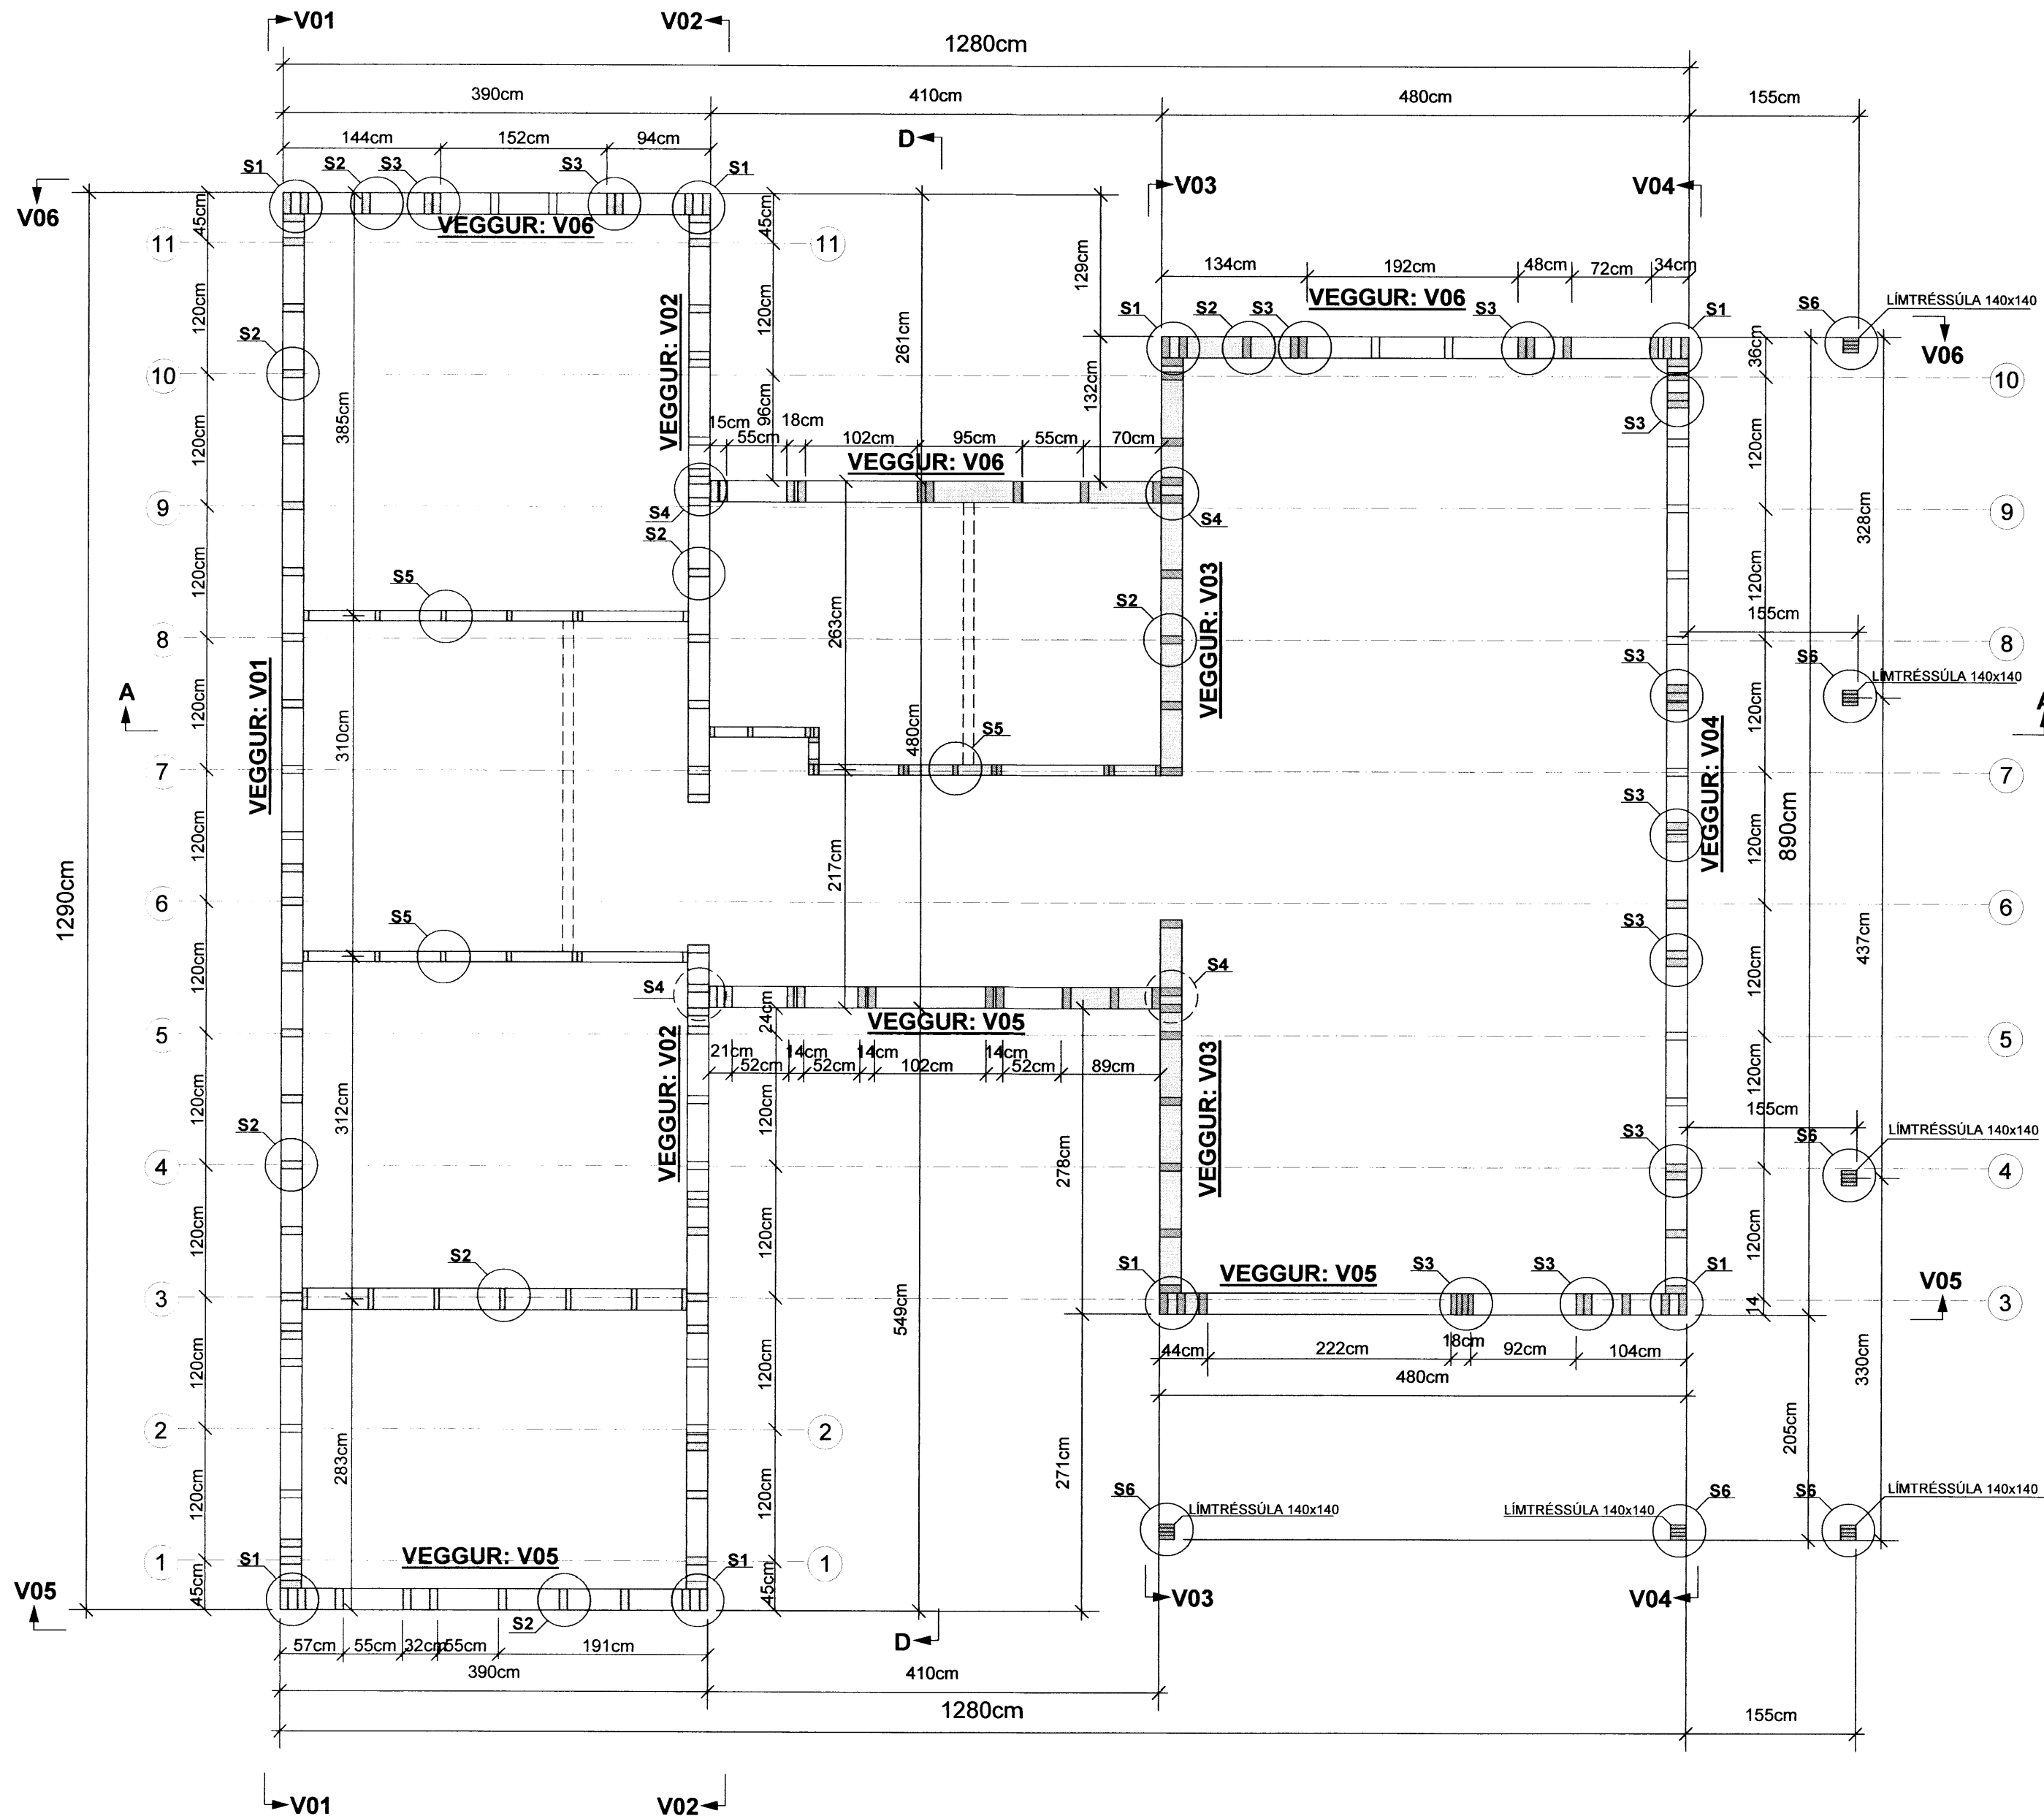 V01
V02
1280cm
390cm
410cm
480cm
155cm
144cm
152cm
94cm
D
S1
S2
S3
S3
S1
V03
V04
V06
VEGGUR: V06
45cm
45cm
11
11
129cm
134cm
192cm
48cm
72cm
34cm
VEGGUR: V06
S1
S2
S3
S3
S1
S6
LÍMTRÉSSÚLA 140x140
V06
120cm
120cm
261cm
VEGGUR: V02
36cm
S2
10
10
385cm
96cm
132cm
S3
15cm
18cm
55cm
102cm
95cm
55cm
70cm
VEGGUR: V06
120cm
120cm
328cm
9
S4
S4
9
S2
120cm
120cm
S5
263cm
VEGGUR: V03
S2
155cm
8
8
VEGGUR: V01
S3
S6
LÍMTRÉSSÚLA 140x140
A
A
120cm
310cm
480cm
S5
VEGGUR: V04
120cm
7
7
S3
120cm
120cm
890cm
217cm
1290cm
6
6
S5
S3
437cm
120cm
120cm
S4
S4
24cm
VEGGUR: V05
5
5
21cm
14cm
14cm
14cm
52cm
52cm
102cm
52cm
89cm
VEGGUR: V02
VEGGUR: V03
120cm
312cm
120cm
278cm
120cm
155cm
S2
S3
S6
LÍMTRÉSSÚLA 140x140
4
4
120cm
120cm
120cm
S2
S1
VEGGUR: V05
S3
S3
S1
V05
3
14
3
549cm
44cm
222cm
18cm
92cm
104cm
480cm
120cm
120cm
330cm
2
2
205cm
283cm
271cm
120cm
120cm
S6
LÍMTRÉSSÚLA 140x140
LÍMTRÉSSÚLA 140x140
S6
S6
LÍMTRÉSSÚLA 140x140
1
S1
VEGGUR: V05
S1
1
V05
45cm
45cm
V03
V04
S2
D
57cm
55cm
32cm
55cm
191cm
390cm
410cm
1280cm
155cm
V01
V02